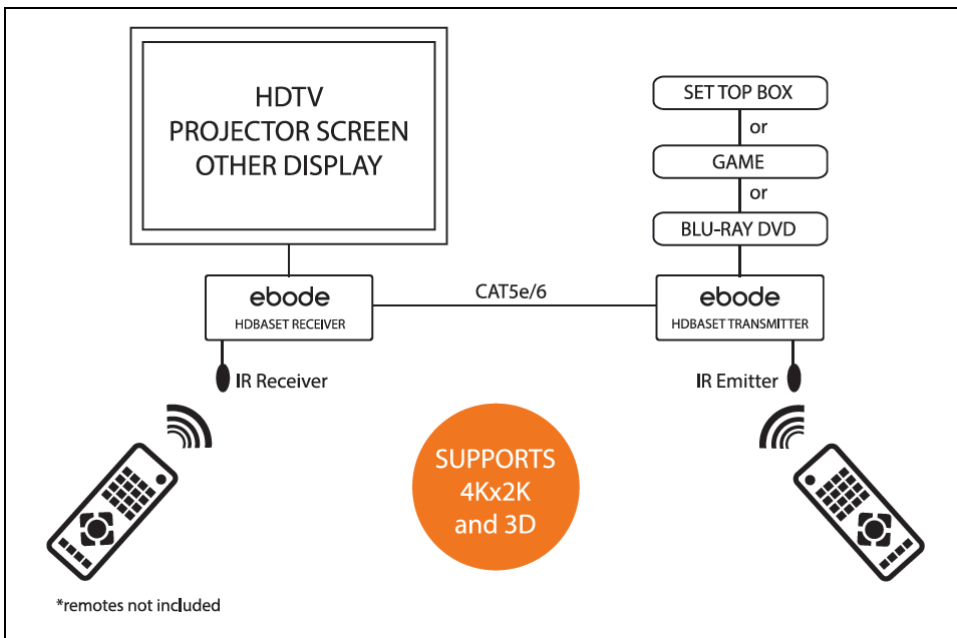 HDTV
PROJECTOR SCREEN
OTHER DISPLAY
SET TOP BOX
or
GAME
or
BLU-RAY DVD
ebode
HDBASET RECEIVER
CAT5e/6
ebode
HDBASET TRANSMITTER
IR Receiver
IR Emitter
SUPPORTS
4Kx2K
and 3D
*remotes not included